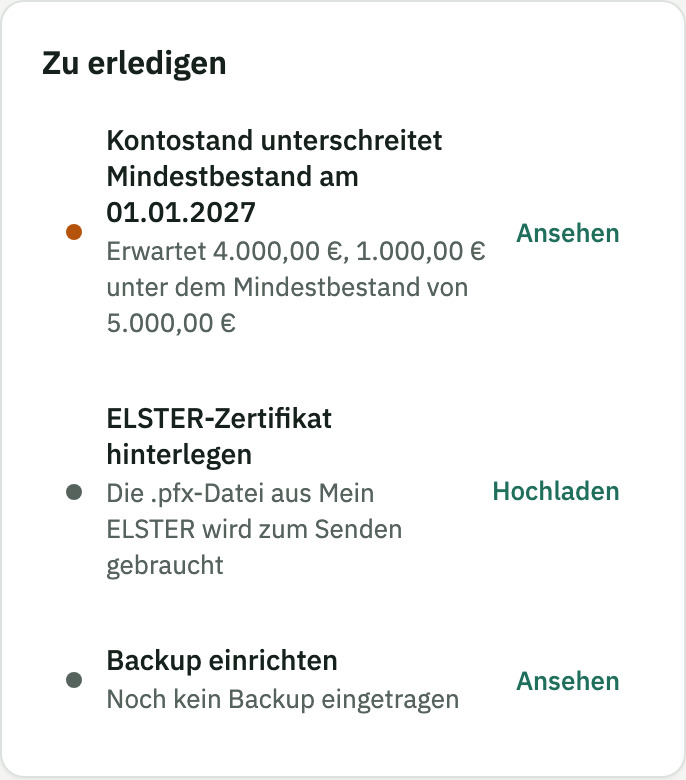 Zu erledigen
Kontostand unterschreitet
Mindestbestand am
01.01.2027
Erwartet 4.000,00 €, 1.000,00 €
unter dem Mindestbestand von
5.000,00 €
Ansehen
ELSTER-Zertifikat
hinterlegen
Die .pfx-Datei aus Mein
ELSTER wird zum Senden
gebraucht
Hochladen
Backup einrichten
Noch kein Backup eingetragen
Ansehen